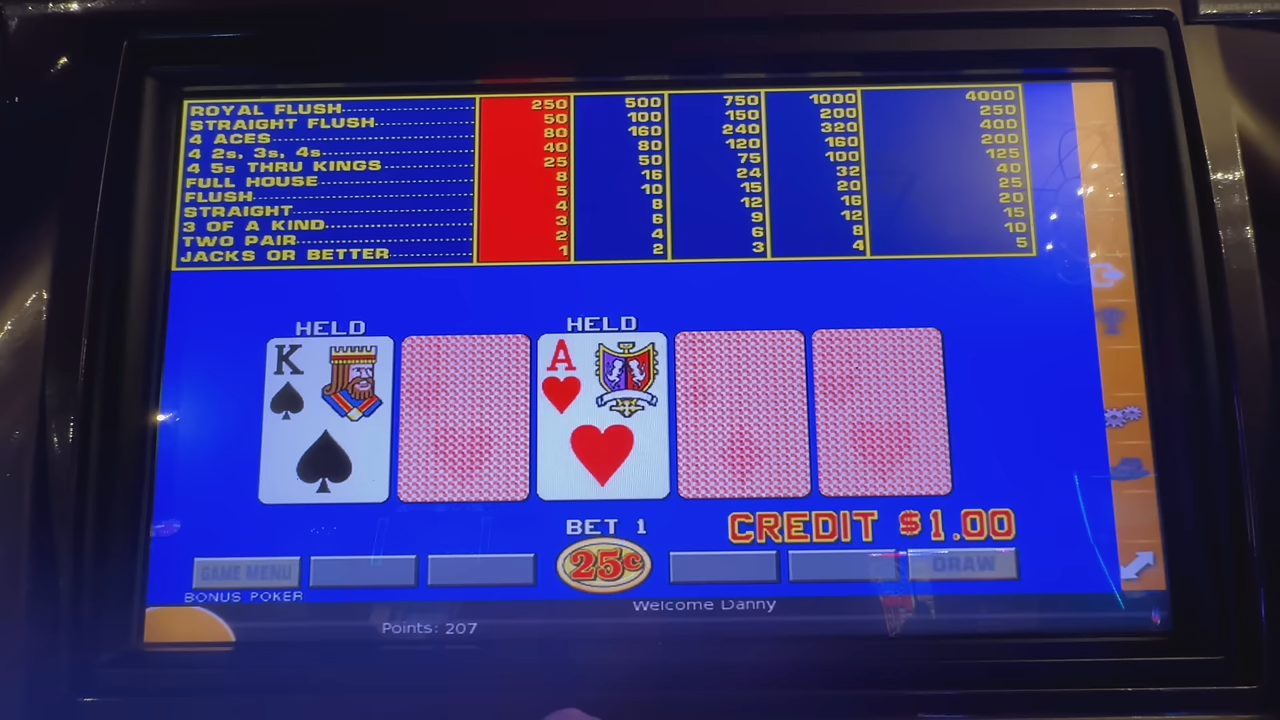 ROYAL FLUSH 250 500 750 1000 4000
STRAIGHT FLUSH 50 100 150 200 250
4 ACES 80 160 240 320 400
4 2s, 3s, 4s 40 80 120 160 200
4 5s THRU KINGS 25 50 75 100 125
FULL HOUSE 8 16 24 32 40
FLUSH 5 10 15 20 25
STRAIGHT 4 8 12 16 20
3 OF A KIND 3 6 9 12 15
TWO PAIR 2 4 6 8 10
JACKS OR BETTER 1 2 3 4 5
HELD HELD
K A
BET 1 CREDIT $1.00
GAME MENU 25¢ DRAW
BONUS POKER
Welcome Danny
Points: 207